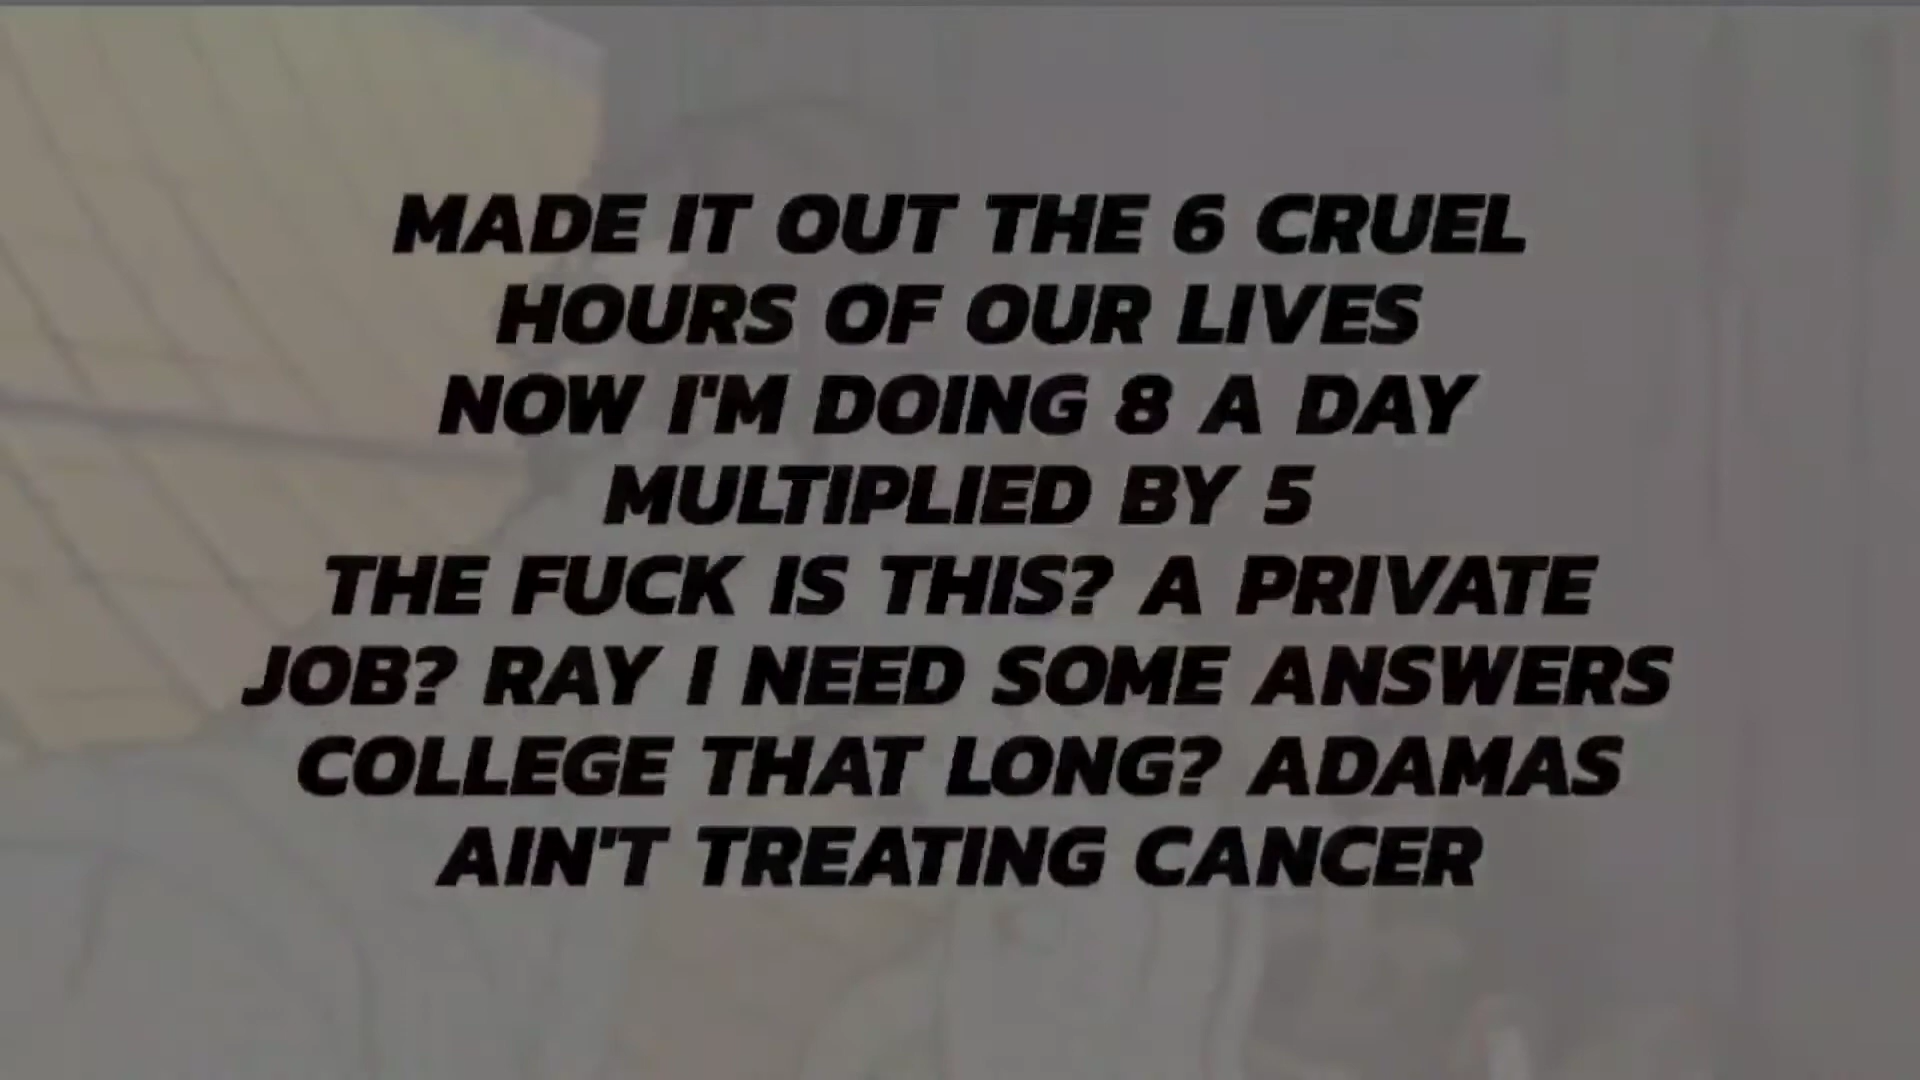 MADE IT OUT THE 6 CRUEL
HOURS OF OUR LIVES
NOW I'M DOING 8 A DAY
MULTIPLIED BY 5
THE FUCK IS THIS? A PRIVATE
JOB? RAY I NEED SOME ANSWERS
COLLEGE THAT LONG? ADAMAS
AIN'T TREATING CANCER